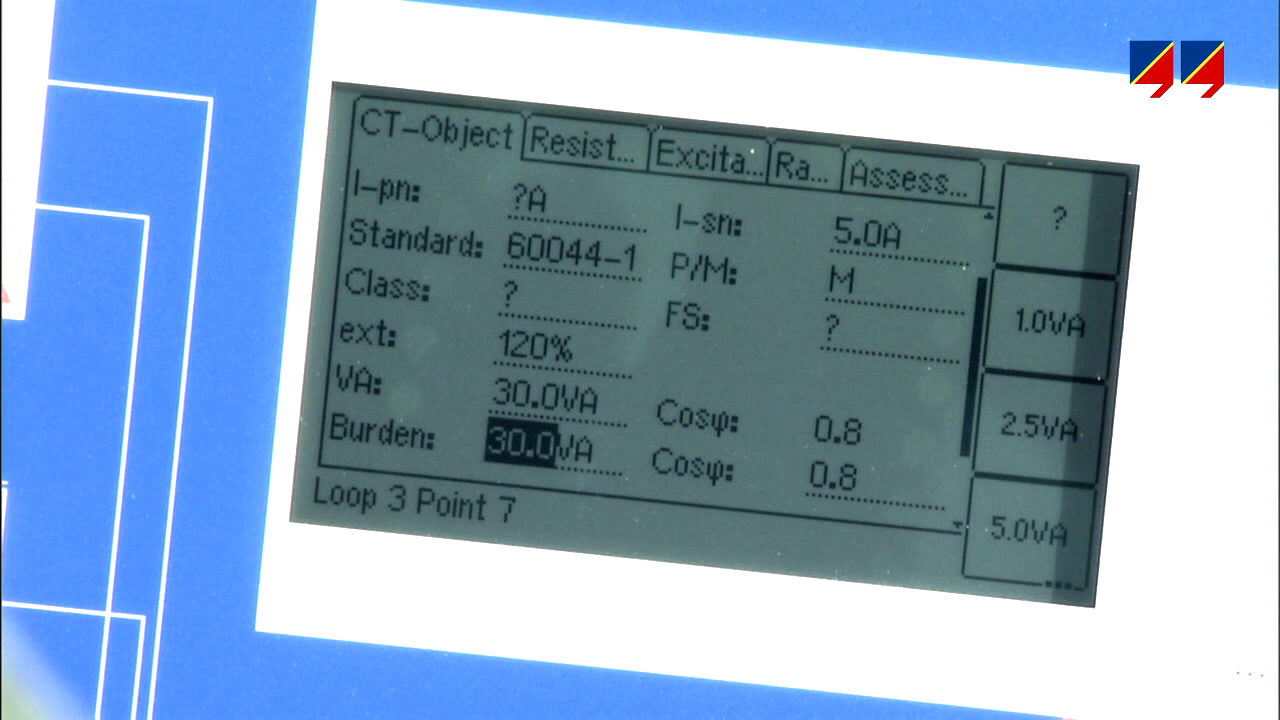 CT-Object Resist... Excita... Ra... Assess...
I-pn: ?A I-sn: 5.0A
Standard: 60044-1 P/M: M
Class: ? FS: ?
ext: 120%
VA: 30.0VA Cosφ: 0.8
Burden: 30.0VA Cosφ: 0.8
Loop 3 Point 7
?
1.0VA
2.5VA
5.0VA
...